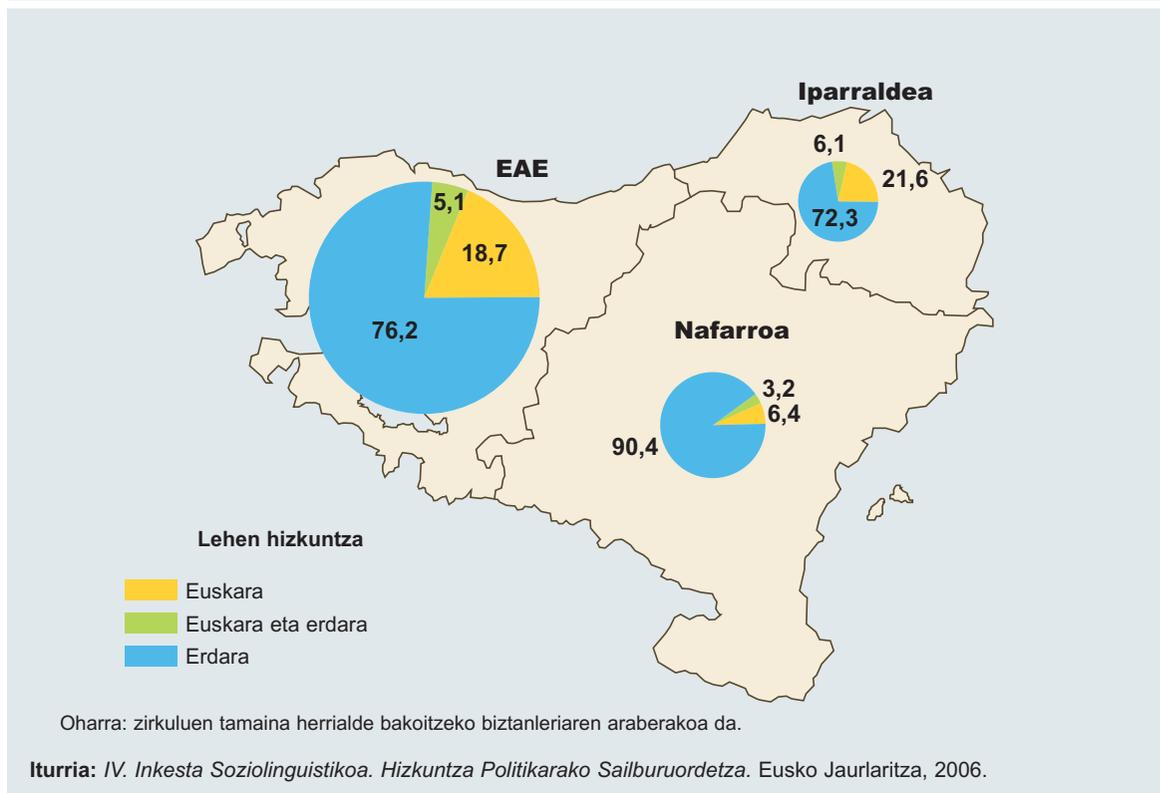 Iparraldea
6,1
21,6
72,3
EAE
5,1
18,7
76,2
Nafarroa
3,2
6,4
90,4
Lehen hizkuntza
Euskara
Euskara eta erdara
Erdara
Oharra: zirkuluen tamaina herrialde bakoitzeko biztanleriaren araberakoa da.
Iturria: IV. Inkesta Soziolinguistikoa. Hizkuntza Politikarako Sailburuordetza. Eusko Jaurlaritza, 2006.